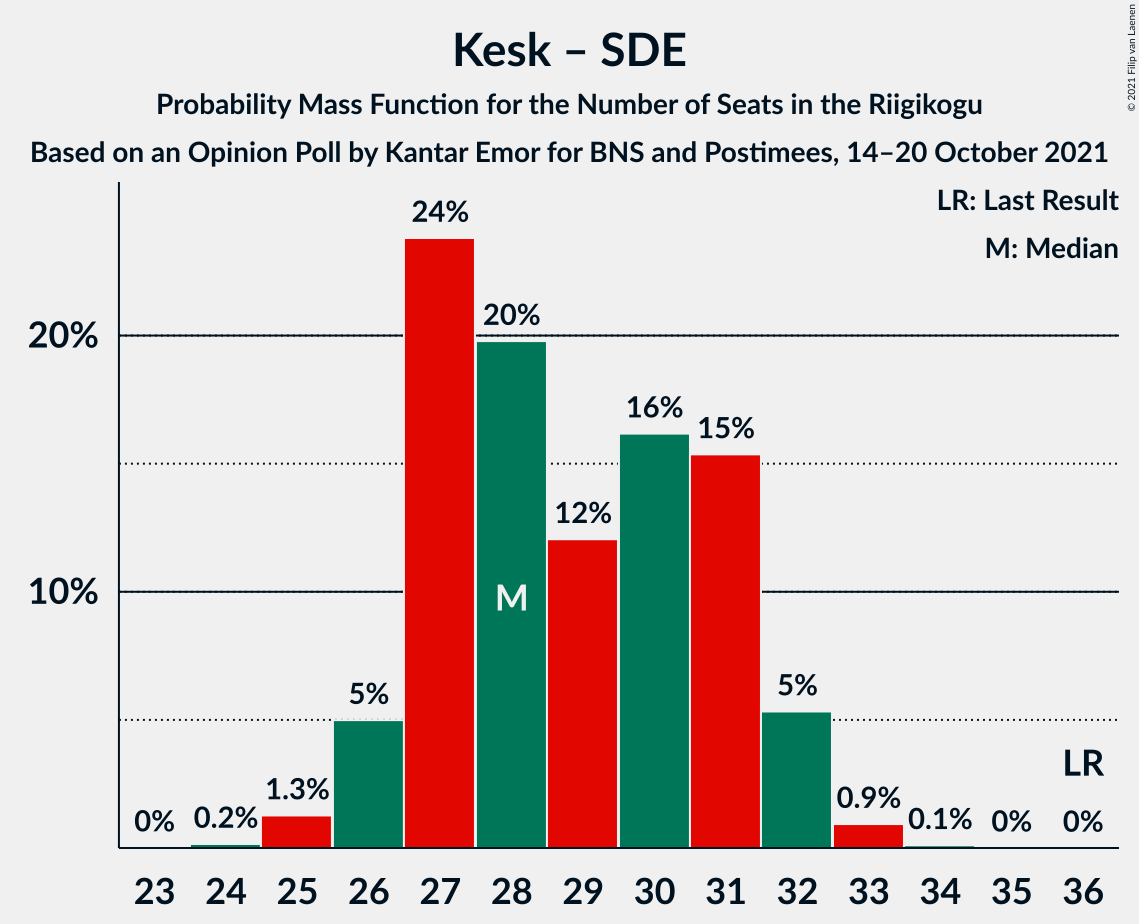 Kesk – SDE
Probability Mass Function for the Number of Seats in the Riigikogu
Based on an Opinion Poll by Kantar Emor for BNS and Postimees, 14–20 October 2021
© 2021 Filip van Laenen
LR: Last Result
M: Median
20%
10%
0%
0.2%
1.3%
5%
24%
20%
M
12%
16%
15%
5%
0.9%
0.1%
0%
LR
0%
23 24 25 26 27 28 29 30 31 32 33 34 35 36